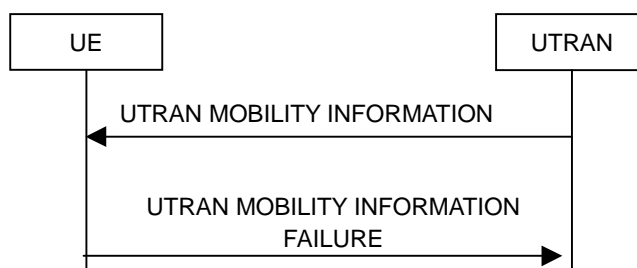 UE
UTRAN
UTRAN MOBILITY INFORMATION
UTRAN MOBILITY INFORMATION
FAILURE